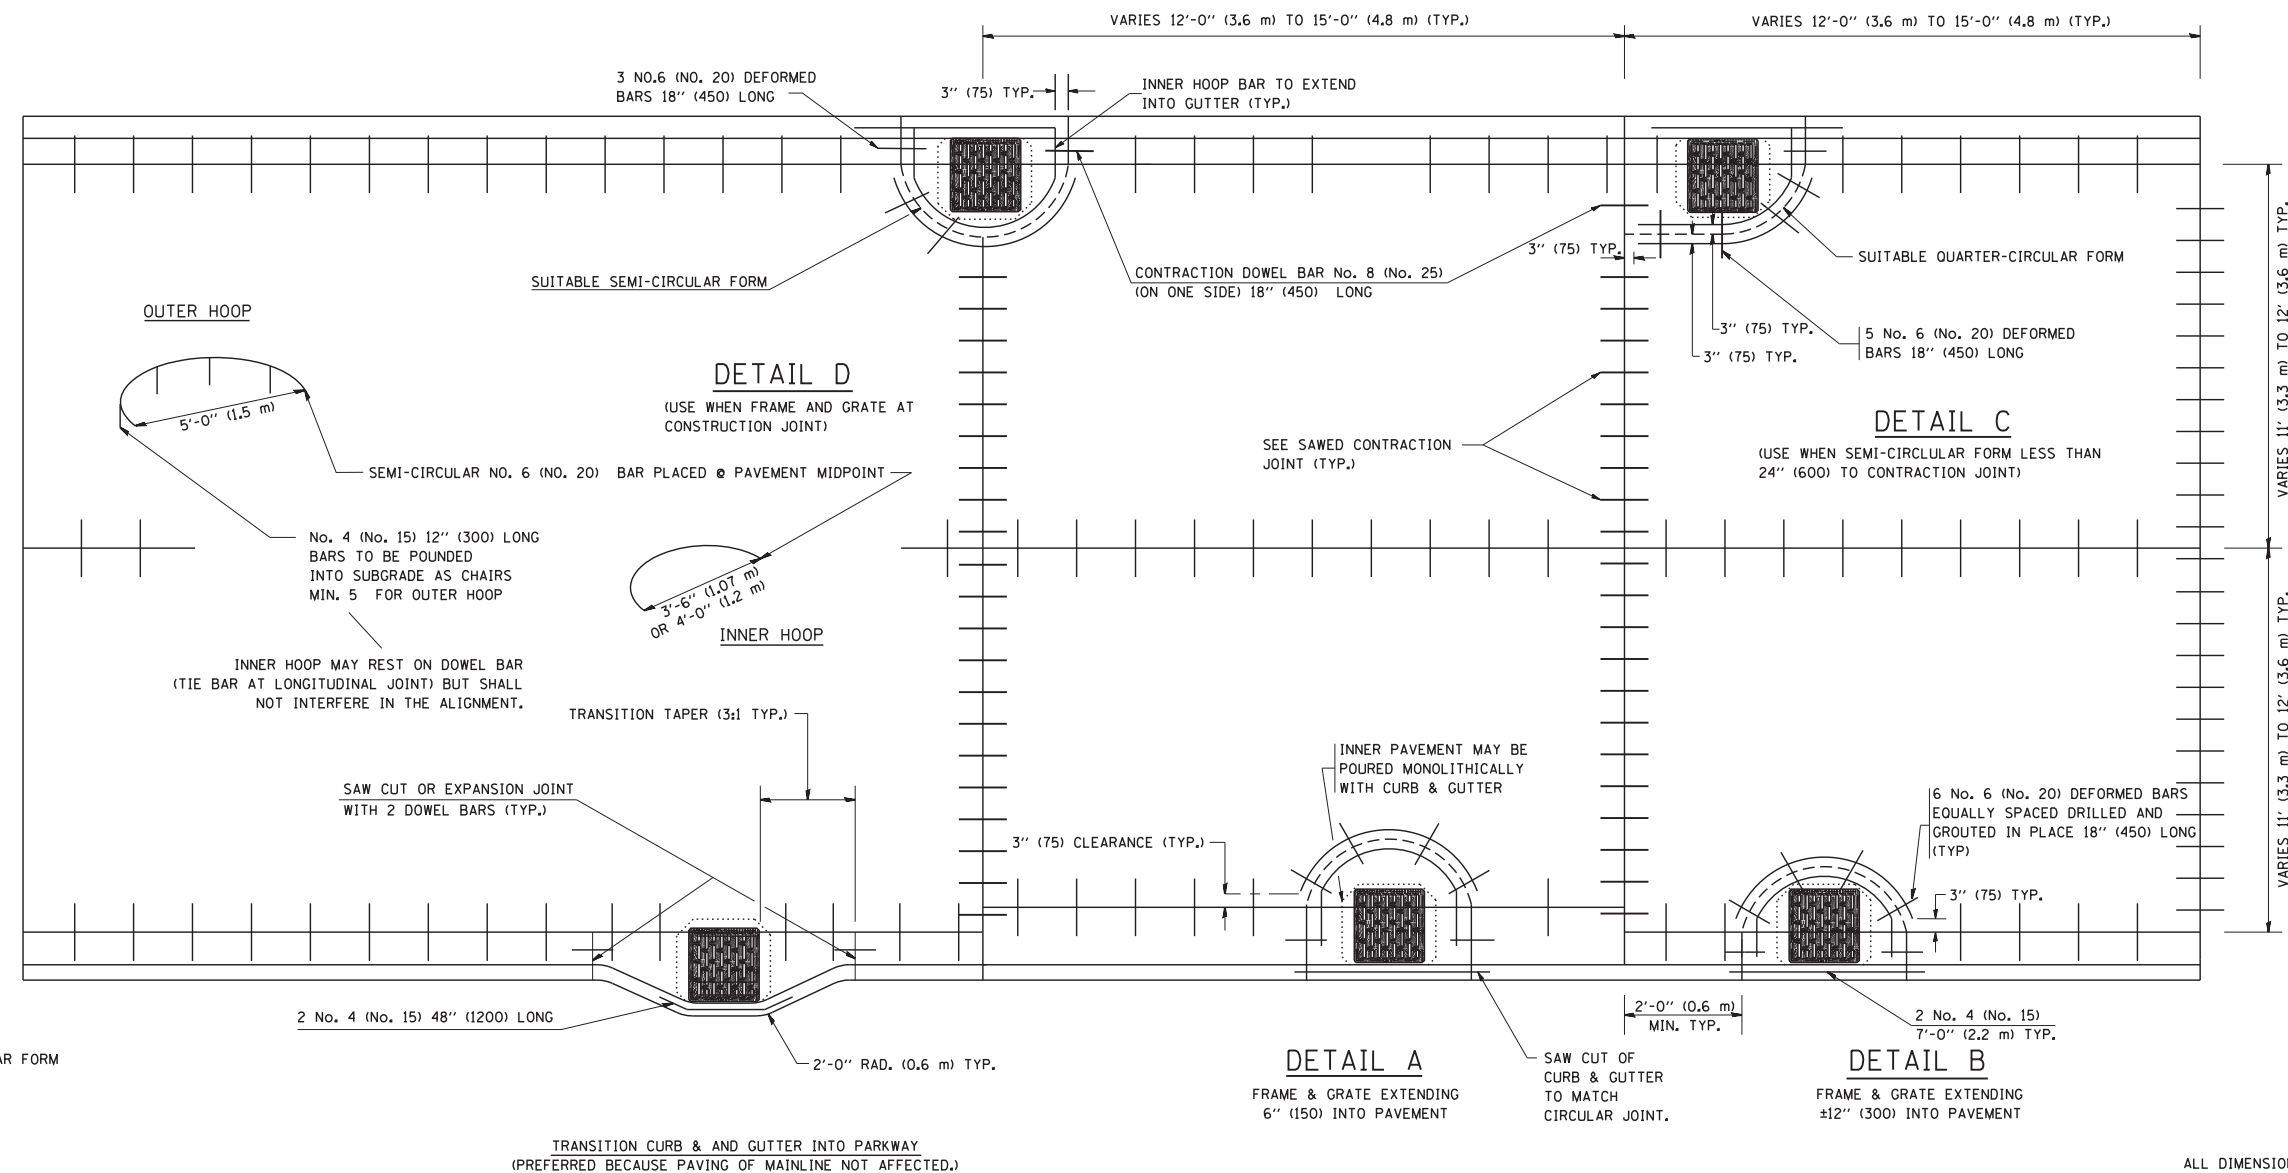 VARIES 12'-0" (3.6 m) TO 15'-0" (4.8 m) (TYP.)
VARIES 12'-0" (3.6 m) TO 15'-0" (4.8 m) (TYP.)
3 NO.6 (NO. 20) DEFORMED
BARS 18" (450) LONG
3" (75) TYP.
INNER HOOP BAR TO EXTEND
INTO GUTTER (TYP.)
SUITABLE SEMI-CIRCULAR FORM
CONTRACTION DOWEL BAR No. 8 (No. 25)
(ON ONE SIDE) 18" (450) LONG
3" (75) TYP.
SUITABLE QUARTER-CIRCULAR FORM
3" (75) TYP.
3" (75) TYP.
5 No. 6 (No. 20) DEFORMED
BARS 18" (450) LONG
VARIES 11' (3.3 m) TO 12' (3.6 m) TYP.
OUTER HOOP
5'-0" (1.5 m)
DETAIL D
(USE WHEN FRAME AND GRATE AT
CONSTRUCTION JOINT)
SEMI-CIRCULAR NO. 6 (NO. 20) BAR PLACED @ PAVEMENT MIDPOINT
SEE SAWED CONTRACTION
JOINT (TYP.)
DETAIL C
(USE WHEN SEMI-CIRCLULAR FORM LESS THAN
24" (600) TO CONTRACTION JOINT)
No. 4 (No. 15) 12" (300) LONG
BARS TO BE POUNDED
INTO SUBGRADE AS CHAIRS
MIN. 5 FOR OUTER HOOP
3'-6" (1.07 m)
OR 4'-0" (1.2 m)
INNER HOOP
INNER HOOP MAY REST ON DOWEL BAR
(TIE BAR AT LONGITUDINAL JOINT) BUT SHALL
NOT INTERFERE IN THE ALIGNMENT.
VARIES 11' (3.3 m) TO 12' (3.6 m) TYP.
TRANSITION TAPER (3:1 TYP.)
SAW CUT OR EXPANSION JOINT
WITH 2 DOWEL BARS (TYP.)
INNER PAVEMENT MAY BE
POURED MONOLITHICALLY
WITH CURB & GUTTER
3" (75) CLEARANCE (TYP.)
6 No. 6 (No. 20) DEFORMED BARS
EQUALLY SPACED DRILLED AND
GROUTED IN PLACE 18" (450) LONG
(TYP)
3" (75) TYP.
2 No. 4 (No. 15) 48" (1200) LONG
2'-0" RAD. (0.6 m) TYP.
2'-0" (0.6 m)
MIN. TYP.
2 No. 4 (No. 15)
7'-0" (2.2 m) TYP.
AR FORM
DETAIL A
FRAME & GRATE EXTENDING
6" (150) INTO PAVEMENT
SAW CUT OF
CURB & GUTTER
TO MATCH
CIRCULAR JOINT.
DETAIL B
FRAME & GRATE EXTENDING
±12" (300) INTO PAVEMENT
TRANSITION CURB & AND GUTTER INTO PARKWAY
(PREFERRED BECAUSE PAVING OF MAINLINE NOT AFFECTED.)
ALL DIMENSION